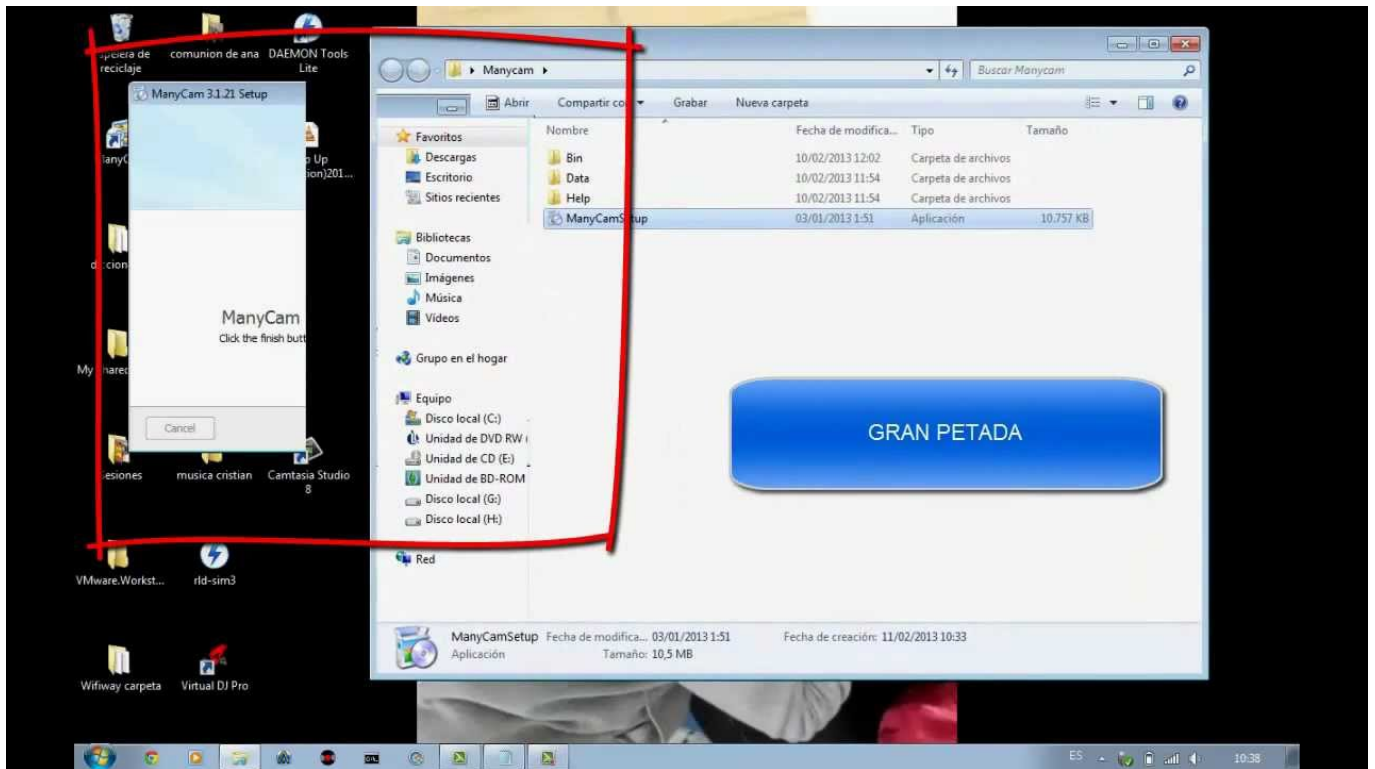 comunion de ana
DAEMON Tools
Lite
reciclaje
ManyCam 3.1.21 Setup
ManyCam
Click the finish butt
Cancel
musica cristian
Camtasia Studio
8
VMware.Workst...
rld-sim3
Wifiway carpeta
Virtual DJ Pro
Manycam
Buscar Manycam
Abrir
Compartir co
Grabar
Nueva carpeta
Favoritos
Descargas
Escritorio
Sitios recientes
Bibliotecas
Documentos
Imágenes
Música
Vídeos
Grupo en el hogar
Equipo
Disco local (C:)
Unidad de DVD RW
Unidad de CD (E:)
Unidad de BD-ROM
Disco local (G:)
Disco local (H:)
Red
Nombre Fecha de modifica... Tipo Tamaño
Bin 10/02/2013 12:02 Carpeta de archivos
Data 10/02/2013 11:54 Carpeta de archivos
Help 10/02/2013 11:54 Carpeta de archivos
ManyCamSetup 03/01/2013 1:51 Aplicación 10.757 KB
GRAN PETADA
ManyCamSetup Fecha de modifica... 03/01/2013 1:51 Fecha de creación: 11/02/2013 10:33
Aplicación Tamaño: 10,5 MB
ES 10:38